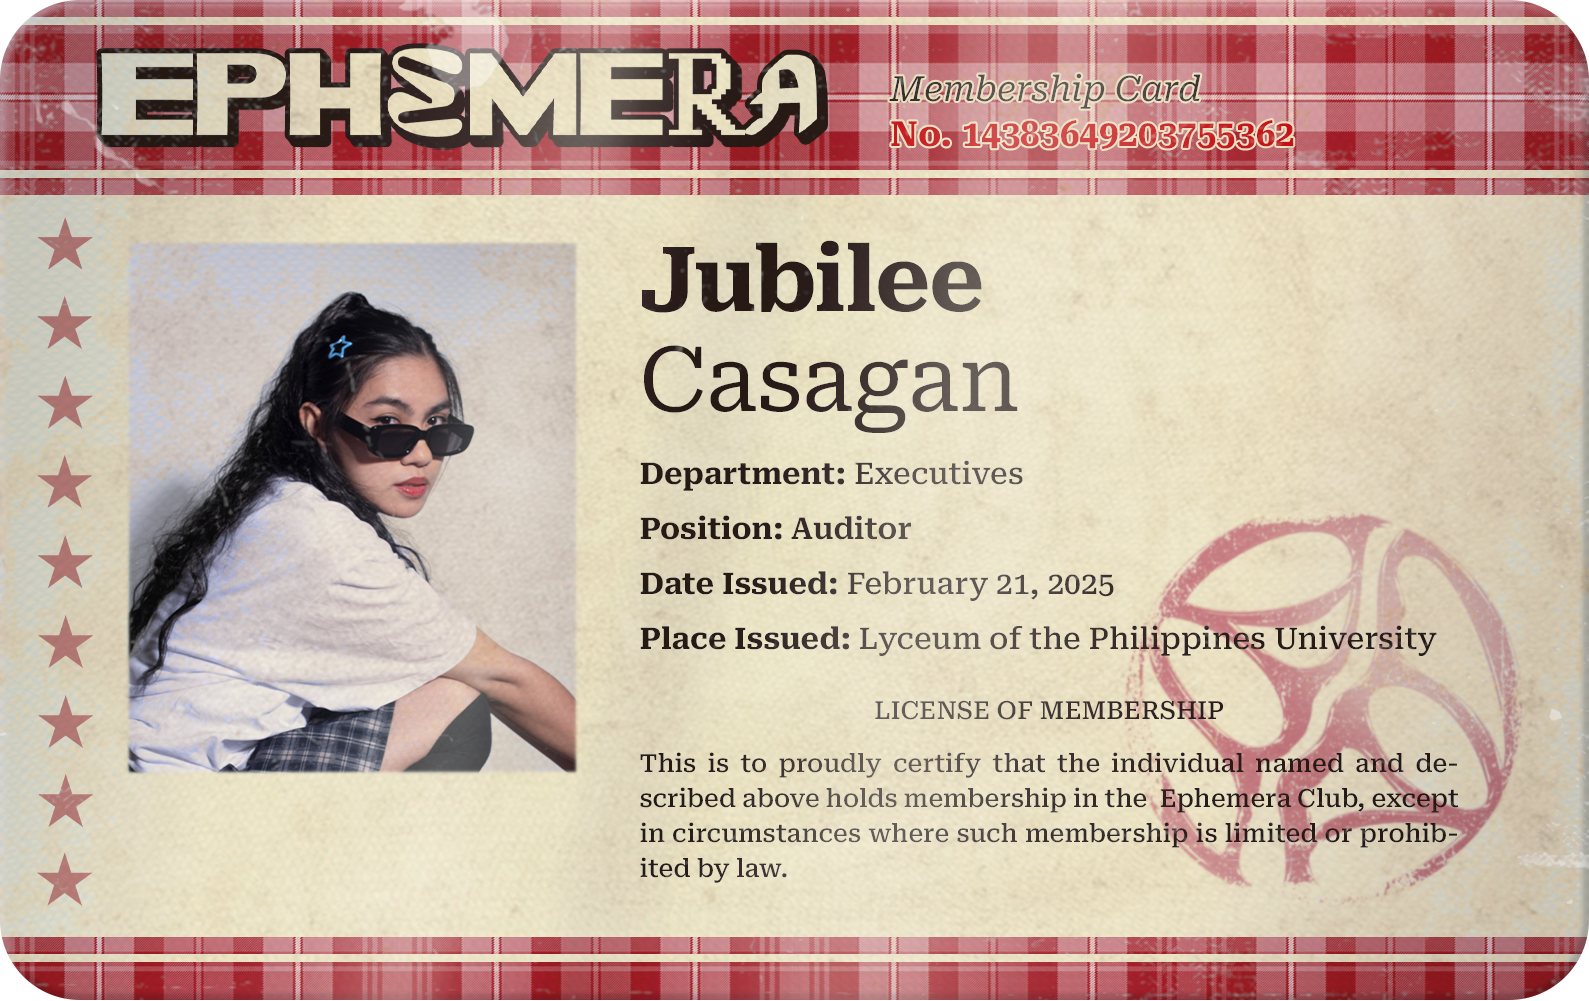 EPHEMERA
Membership Card
No. 14383649203755362
Jubilee
Casagan
Department: Executives
Position: Auditor
Date Issued: February 21, 2025
Place Issued: Lyceum of the Philippines University
LICENSE OF MEMBERSHIP
This is to proudly certify that the individual named and de-
scribed above holds membership in the Ephemera Club, except
in circumstances where such membership is limited or prohib-
ited by law.